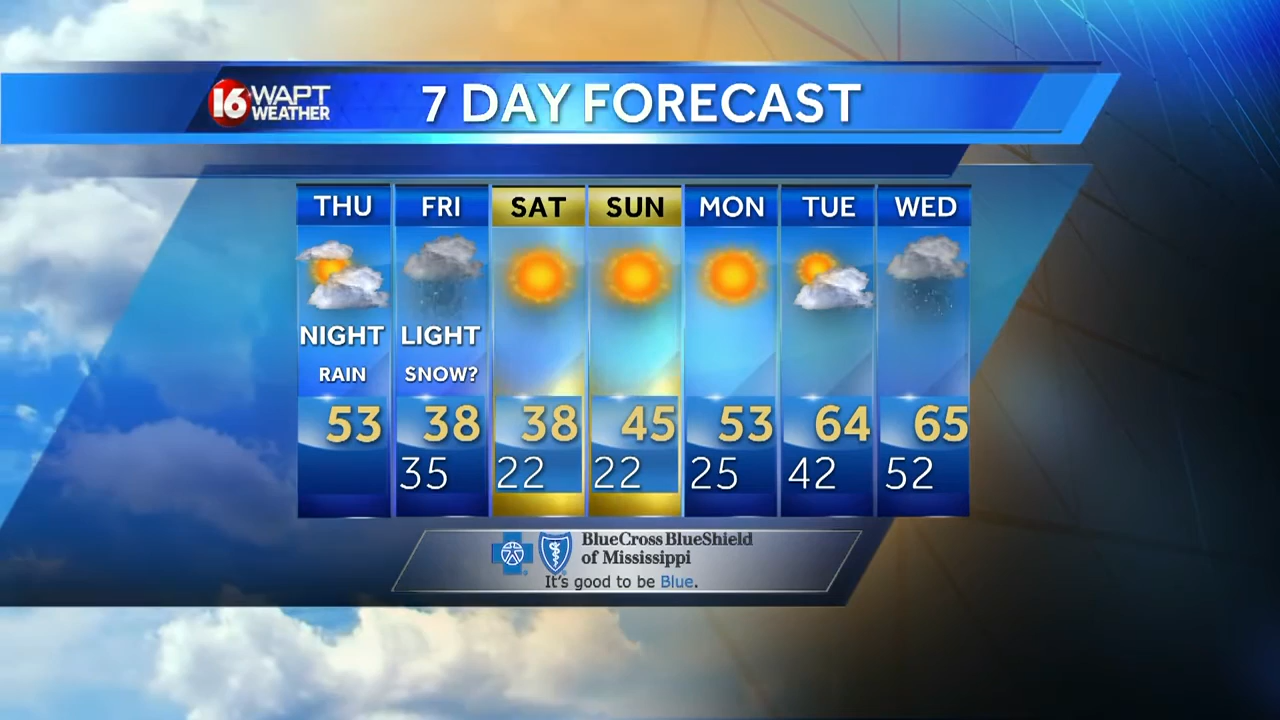 16 WAPT
WEATHER
7 DAY FORECAST
THU FRI SAT SUN MON TUE WED
NIGHT LIGHT
RAIN SNOW?
53 38 38 45 53 64 65
35 22 22 25 42 52
BlueCross BlueShield
of Mississippi
It's good to be Blue.